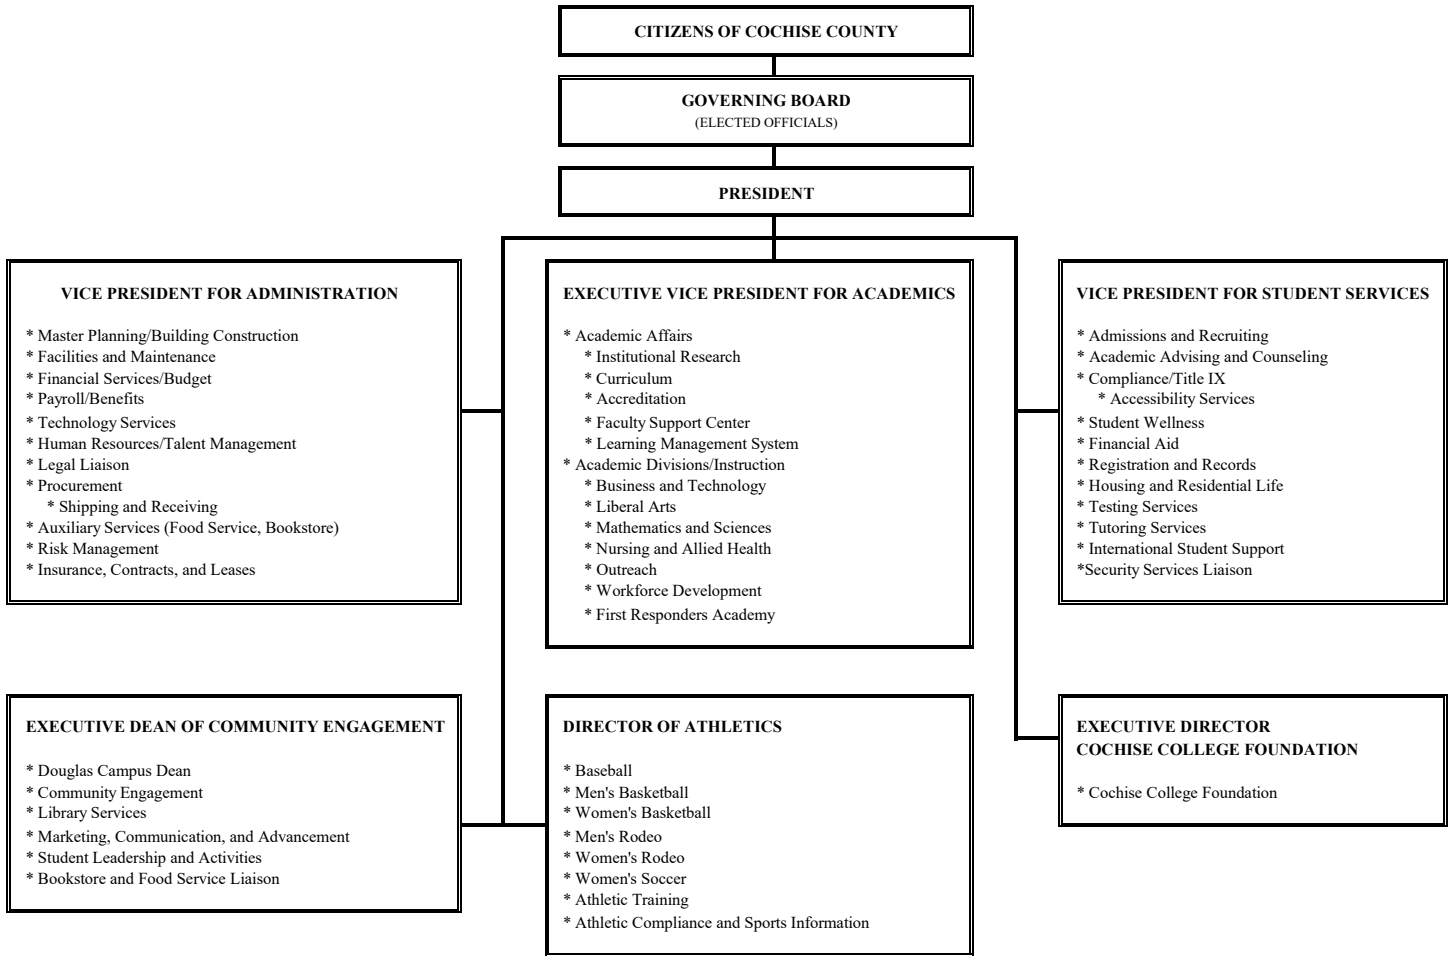 CITIZENS OF COCHISE COUNTY
GOVERNING BOARD
(ELECTED OFFICIALS)
PRESIDENT
VICE PRESIDENT FOR ADMINISTRATION
* Master Planning/Building Construction
* Facilities and Maintenance
* Financial Services/Budget
* Payroll/Benefits
* Technology Services
* Human Resources/Talent Management
* Legal Liaison
* Procurement
* Shipping and Receiving
* Auxiliary Services (Food Service, Bookstore)
* Risk Management
* Insurance, Contracts, and Leases
EXECUTIVE VICE PRESIDENT FOR ACADEMICS
* Academic Affairs
* Institutional Research
* Curriculum
* Accreditation
* Faculty Support Center
* Learning Management System
* Academic Divisions/Instruction
* Business and Technology
* Liberal Arts
* Mathematics and Sciences
* Nursing and Allied Health
* Outreach
* Workforce Development
* First Responders Academy
VICE PRESIDENT FOR STUDENT SERVICES
* Admissions and Recruiting
* Academic Advising and Counseling
* Compliance/Title IX
* Accessibility Services
* Student Wellness
* Financial Aid
* Registration and Records
* Housing and Residential Life
* Testing Services
* Tutoring Services
* International Student Support
*Security Services Liaison
EXECUTIVE DEAN OF COMMUNITY ENGAGEMENT
* Douglas Campus Dean
* Community Engagement
* Library Services
* Marketing, Communication, and Advancement
* Student Leadership and Activities
* Bookstore and Food Service Liaison
DIRECTOR OF ATHLETICS
* Baseball
* Men's Basketball
* Women's Basketball
* Men's Rodeo
* Women's Rodeo
* Women's Soccer
* Athletic Training
* Athletic Compliance and Sports Information
EXECUTIVE DIRECTOR
COCHISE COLLEGE FOUNDATION
* Cochise College Foundation